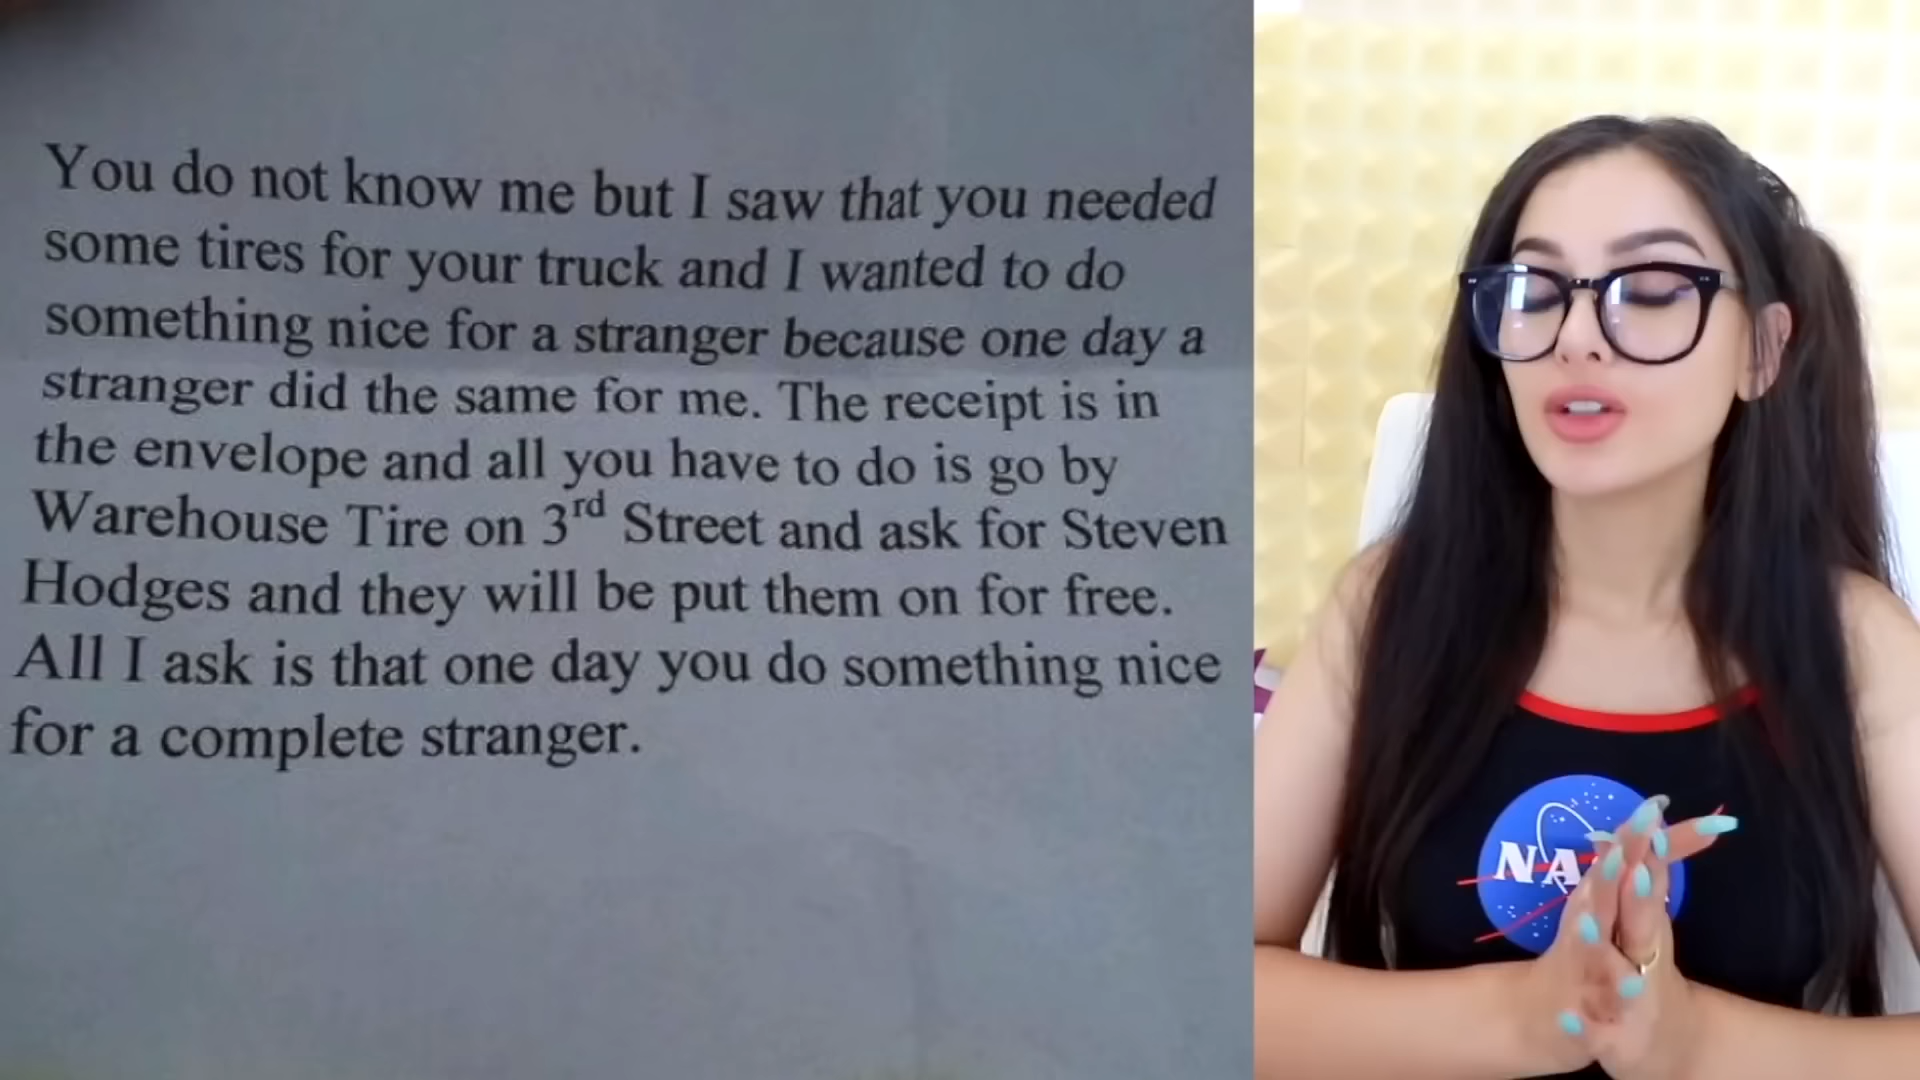 You do not know me but I saw that you needed
some tires for your truck and I wanted to do
something nice for a stranger because one day a
stranger did the same for me. The receipt is in
the envelope and all you have to do is go by
Warehouse Tire on 3rd Street and ask for Steven
Hodges and they will be put them on for free.
All I ask is that one day you do something nice
for a complete stranger.
NA